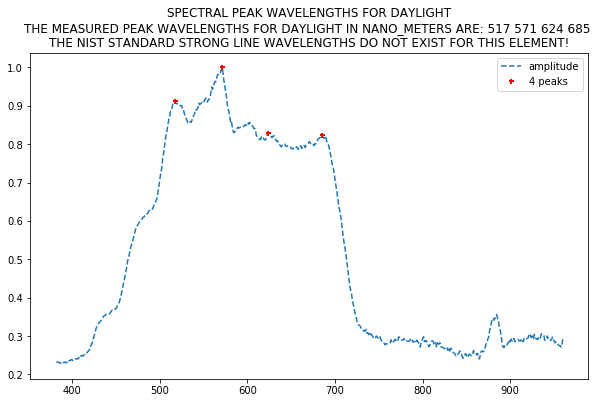 SPECTRAL PEAK WAVELENGTHS FOR DAYLIGHT
THE MEASURED PEAK WAVELENGTHS FOR DAYLIGHT IN NANO_METERS ARE: 517 571 624 685
THE NIST STANDARD STRONG LINE WAVELENGTHS DO NOT EXIST FOR THIS ELEMENT!
amplitude
4 peaks
1.0
0.9
0.8
0.7
0.6
0.5
0.4
0.3
0.2
400 500 600 700 800 900